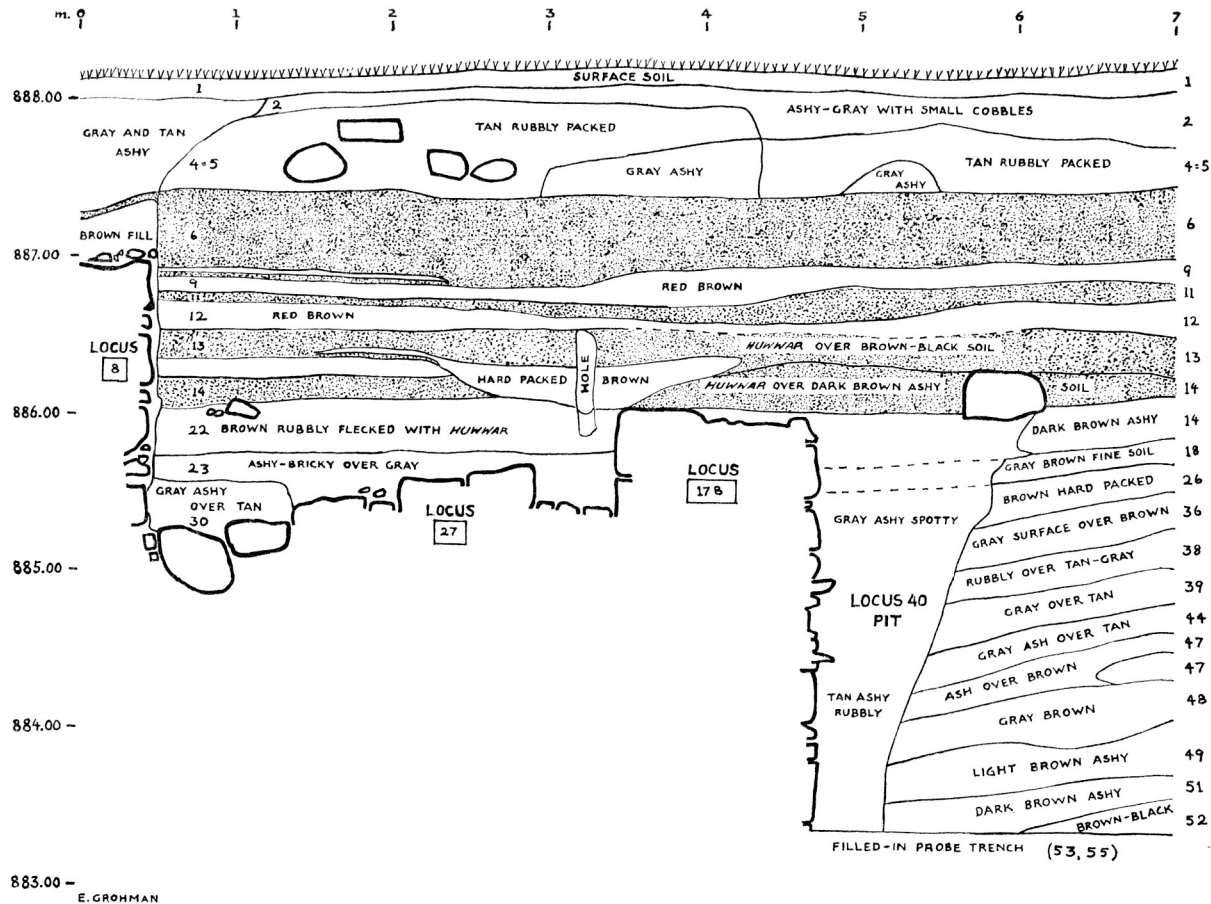 m. 0 1 2 3 4 5 6 7
SURFACE SOIL
1 1
888.00
2 ASHY-GRAY WITH SMALL COBBLES 2
GRAY AND TAN
ASHY
TAN RUBBLY PACKED
4=5 GRAY ASHY
GRAY
ASHY
TAN RUBBLY PACKED 4=5
BROWN FILL 6 6
887.00
9 RED BROWN 9
11 11
12 RED BROWN 12
LOCUS
8
13 HUWWAR OVER BROWN-BLACK SOIL 13
HOLE
HARD PACKED BROWN
14 HUWWAR OVER DARK BROWN ASHY SOIL 14
886.00
22 BROWN RUBBLY FLECKED WITH HUWWAR
DARK BROWN ASHY 14
23 ASHY-BRICKY OVER GRAY
GRAY BROWN FINE SOIL 18
LOCUS
17B
GRAY ASHY
OVER TAN
30
LOCUS
27
BROWN HARD PACKED 26
GRAY ASHY SPOTTY
GRAY SURFACE OVER BROWN 36
885.00
RUBBLY OVER TAN-GRAY 38
LOCUS 40
PIT
GRAY OVER TAN 39
GRAY ASH OVER TAN 44
47
ASH OVER BROWN 47
TAN ASHY
RUBBLY
GRAY BROWN 48
884.00
LIGHT BROWN ASHY 49
DARK BROWN ASHY 51
BROWN-BLACK 52
FILLED-IN PROBE TRENCH (53, 55)
883.00
E. GROHMAN